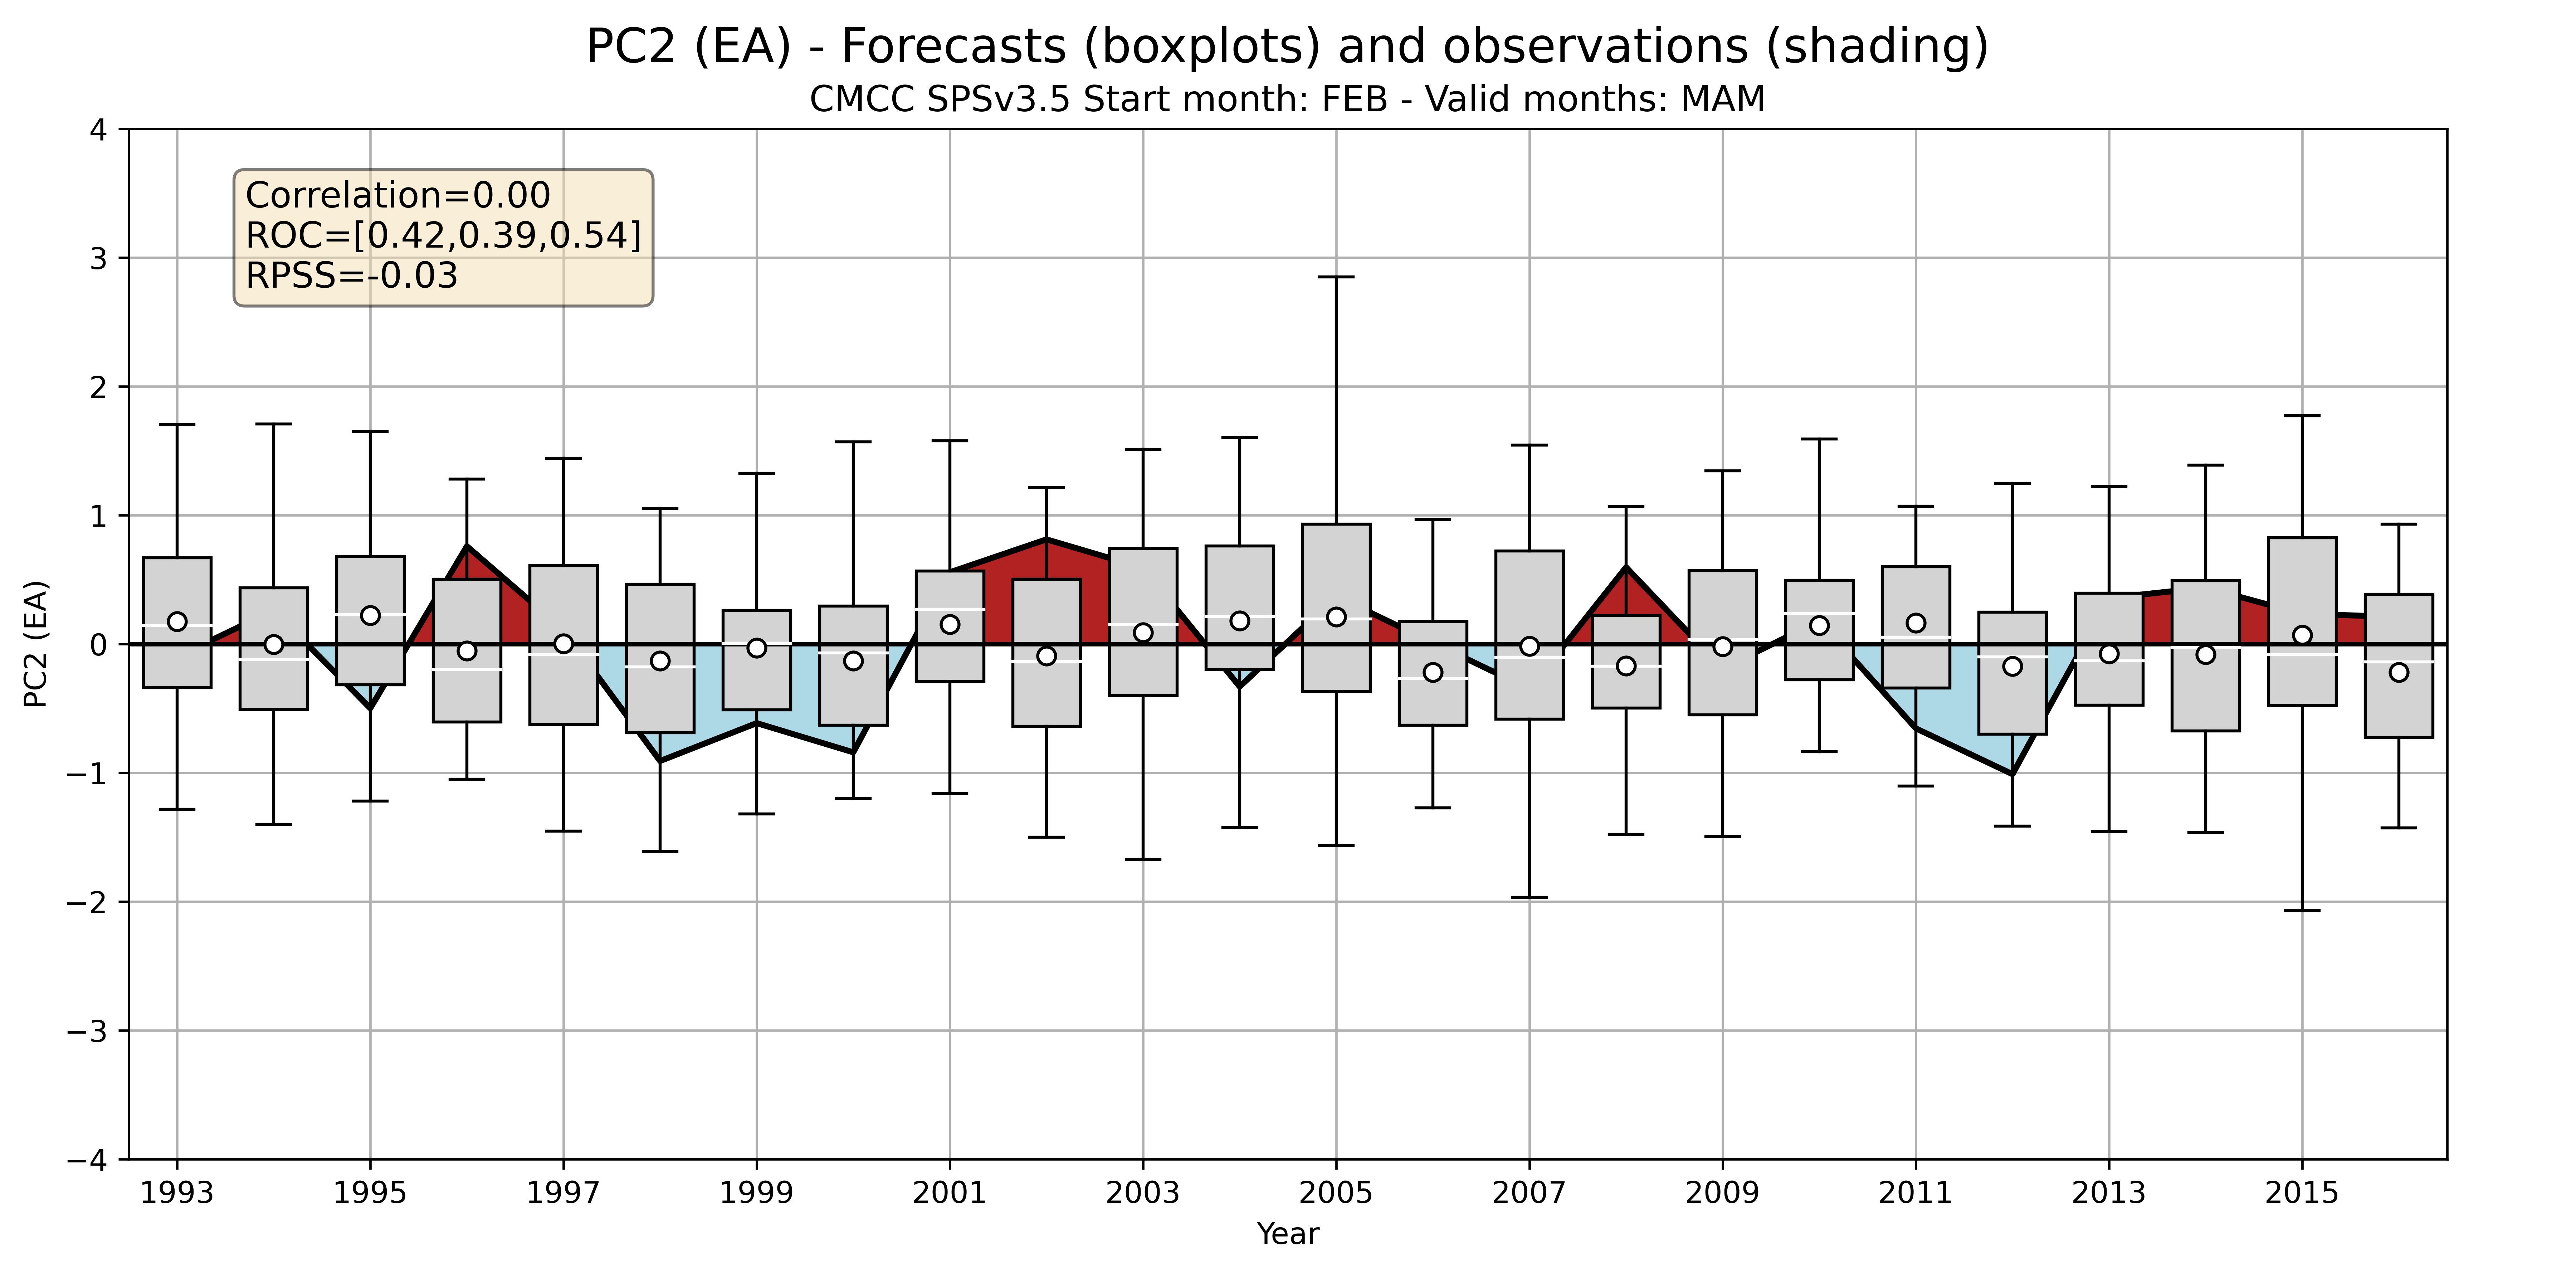 PC2 (EA) - Forecasts (boxplots) and observations (shading)
CMCC SPSv3.5 Start month: FEB - Valid months: MAM
Correlation=0.00
ROC=[0.42,0.39,0.54]
RPSS=-0.03
PC2 (EA)
4
3
2
1
0
−1
−2
−3
−4
1993 1995 1997 1999 2001 2003 2005 2007 2009 2011 2013 2015
Year